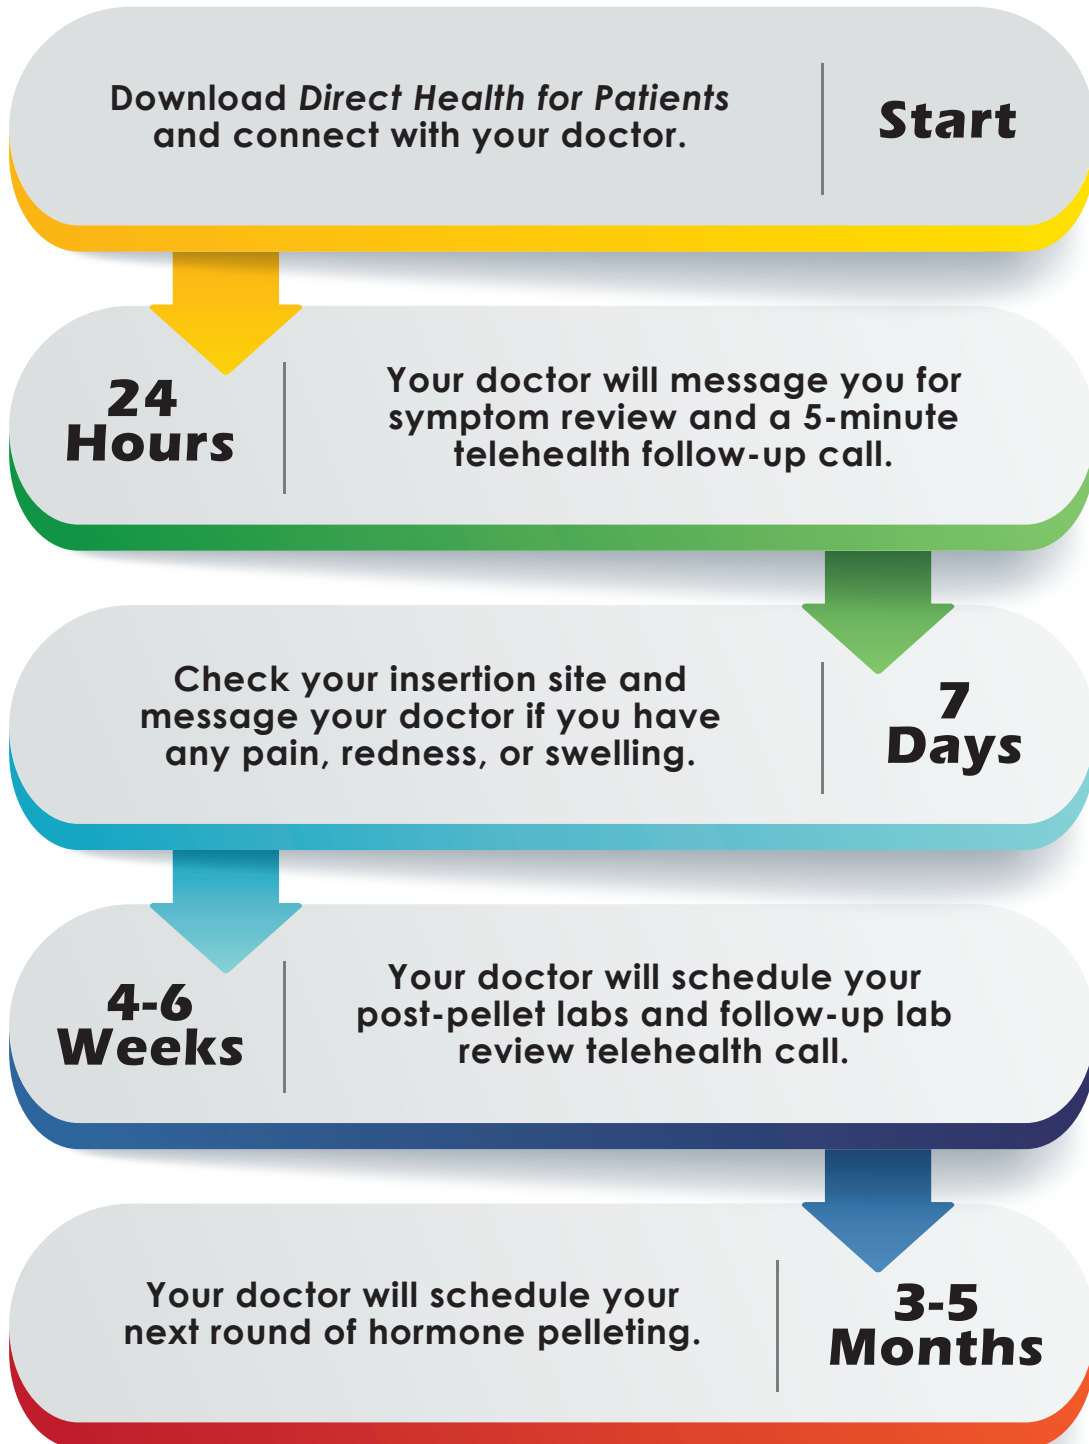 Download Direct Health for Patients
and connect with your doctor.
Start
24
Hours
Your doctor will message you for
symptom review and a 5-minute
telehealth follow-up call.
Check your insertion site and
message your doctor if you have
any pain, redness, or swelling.
7
Days
4-6
Weeks
Your doctor will schedule your
post-pellet labs and follow-up lab
review telehealth call.
Your doctor will schedule your
next round of hormone pelleting.
3-5
Months